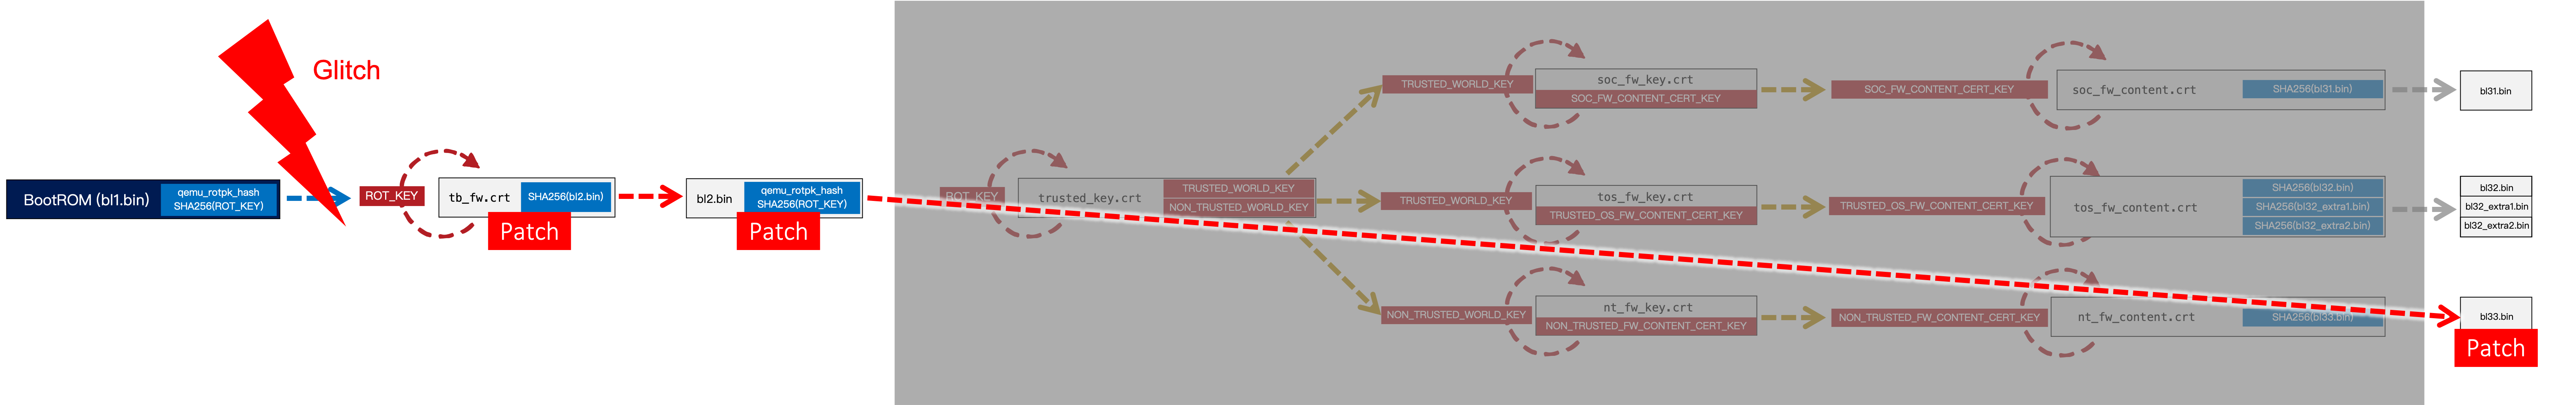 Glitch
BootROM (bl1.bin)
qemu_rotpk_hash
SHA256(ROT_KEY)
ROT_KEY
tb_fw.crt
SHA256(bl2.bin)
Patch
bl2.bin
qemu_rotpk_hash
SHA256(ROT_KEY)
Patch
ROT_KEY
trusted_key.crt
TRUSTED_WORLD_KEY
NON_TRUSTED_WORLD_KEY
TRUSTED_WORLD_KEY
soc_fw_key.crt
SOC_FW_CONTENT_CERT_KEY
SOC_FW_CONTENT_CERT_KEY
soc_fw_content.crt
SHA256(bl31.bin)
bl31.bin
TRUSTED_WORLD_KEY
tos_fw_key.crt
TRUSTED_OS_FW_CONTENT_CERT_KEY
TRUSTED_OS_FW_CONTENT_CERT_KEY
tos_fw_content.crt
SHA256(bl32.bin)
SHA256(bl32_extra1.bin)
SHA256(bl32_extra2.bin)
bl32.bin
bl32_extra1.bin
bl32_extra2.bin
NON_TRUSTED_WORLD_KEY
nt_fw_key.crt
NON_TRUSTED_FW_CONTENT_CERT_KEY
NON_TRUSTED_FW_CONTENT_CERT_KEY
nt_fw_content.crt
SHA256(bl33.bin)
bl33.bin
Patch